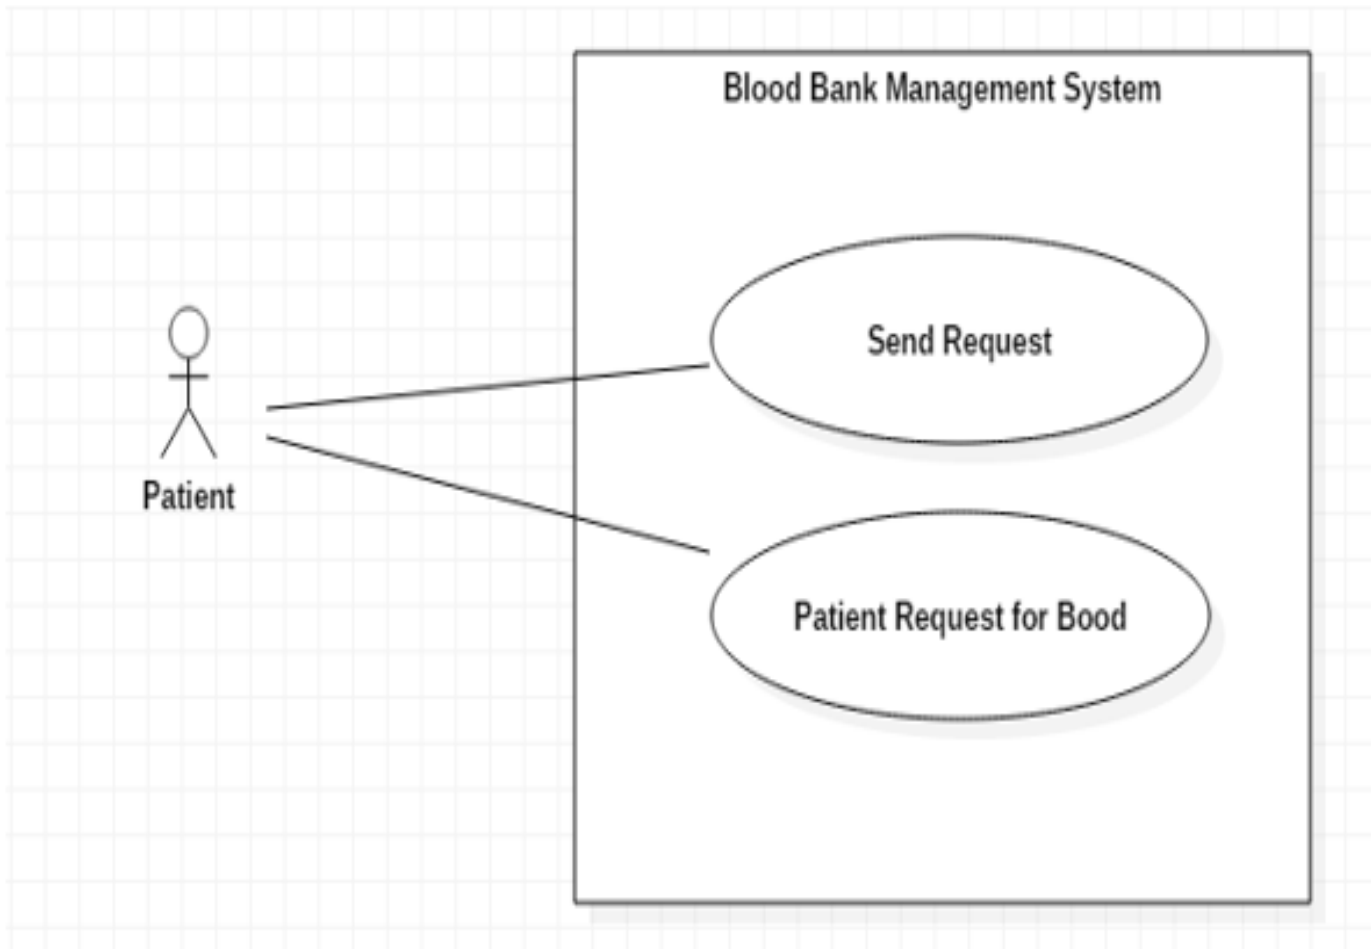 Blood Bank Management System
Send Request
Patient
Patient Request for Bood